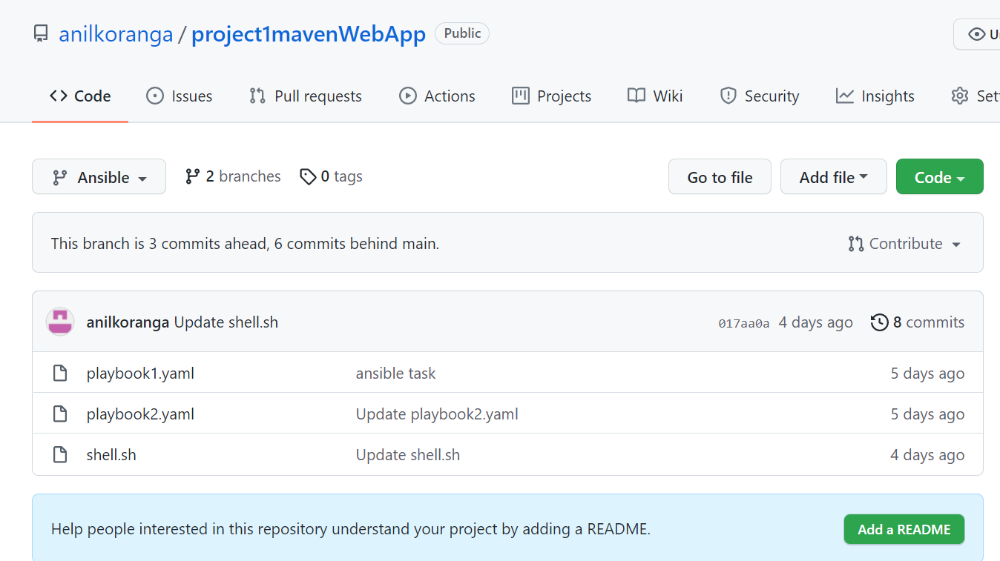 anilkoranga / project1mavenWebApp Public
Code Issues Pull requests Actions Projects Wiki Security Insights
Ansible 2 branches 0 tags Go to file Add file Code
This branch is 3 commits ahead, 6 commits behind main. Contribute
anilkoranga Update shell.sh 017aa0a 4 days ago 8 commits
playbook1.yaml ansible task 5 days ago
playbook2.yaml Update playbook2.yaml 5 days ago
shell.sh Update shell.sh 4 days ago
Help people interested in this repository understand your project by adding a README. Add a README